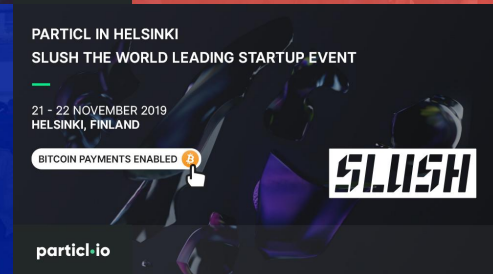 PARTICL IN HELSINKI
SLUSH THE WORLD LEADING STARTUP EVENT
21 - 22 NOVEMBER 2019
HELSINKI, FINLAND
BITCOIN PAYMENTS ENABLED
SLUSH
particl.io